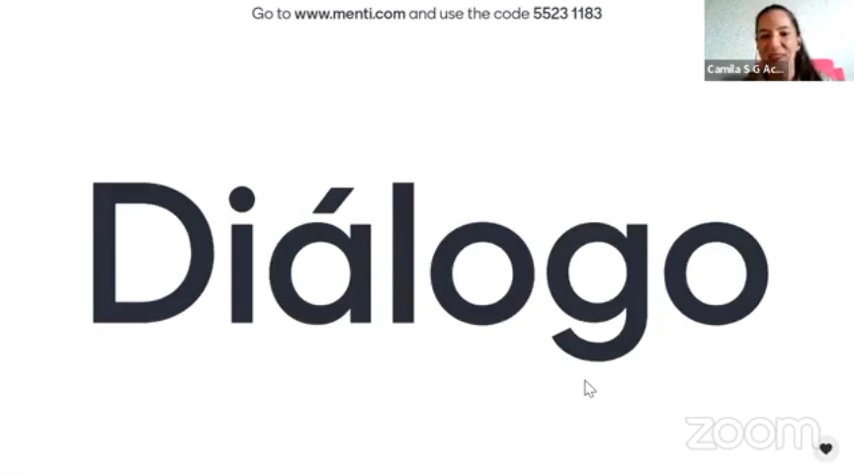 Go to www.menti.com and use the code 5523 1183
Camila S G Ac...
Diálogo
zoom